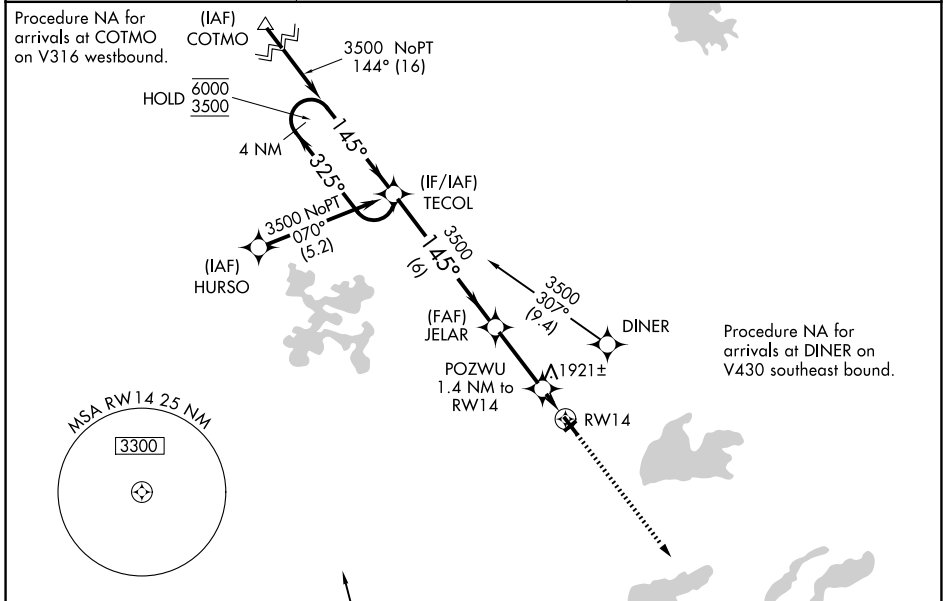 Procedure NA for
arrivals at COTMO
on V316 westbound.
(IAF)
COTMO
3500 NoPT
144° (16)
HOLD 6000
3500
4 NM
145°
325°
(IF/IAF)
TECOL
3500 NoPT
070°
(5.2)
(IAF)
HURSO
3500
145°
(6)
3500
307°
(9.4)
(FAF)
JELAR
DINER
Procedure NA for
arrivals at DINER on
V430 southeast bound.
POZWU
1.4 NM to
RW14
1921±
RW14
MSA RW14 25 NM
3300